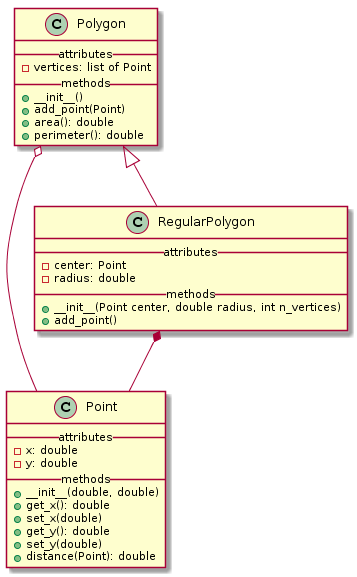 C Polygon
attributes
vertices: list of Point
methods
__init__()
add_point(Point)
area(): double
perimeter(): double
C RegularPolygon
attributes
center: Point
radius: double
methods
__init__(Point center, double radius, int n_vertices)
add_point()
C Point
attributes
x: double
y: double
methods
__init__(double, double)
get_x(): double
set_x(double)
get_y(): double
set_y(double)
distance(Point): double